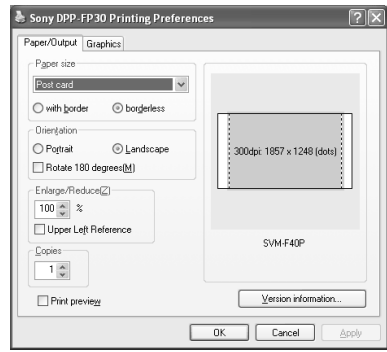 Sony DPP-FP30 Printing Preferences
Paper/Output Graphics
Paper size
Post card
with border borderless
Orientation
Portrait Landscape
Rotate 180 degrees(M)
Enlarge/Reduce(Z)
100 %
Upper Left Reference
Copies
1
Print preview
300dpi: 1857 x 1248 (dots)
SVM-F40P
Version information...
OK Cancel Apply